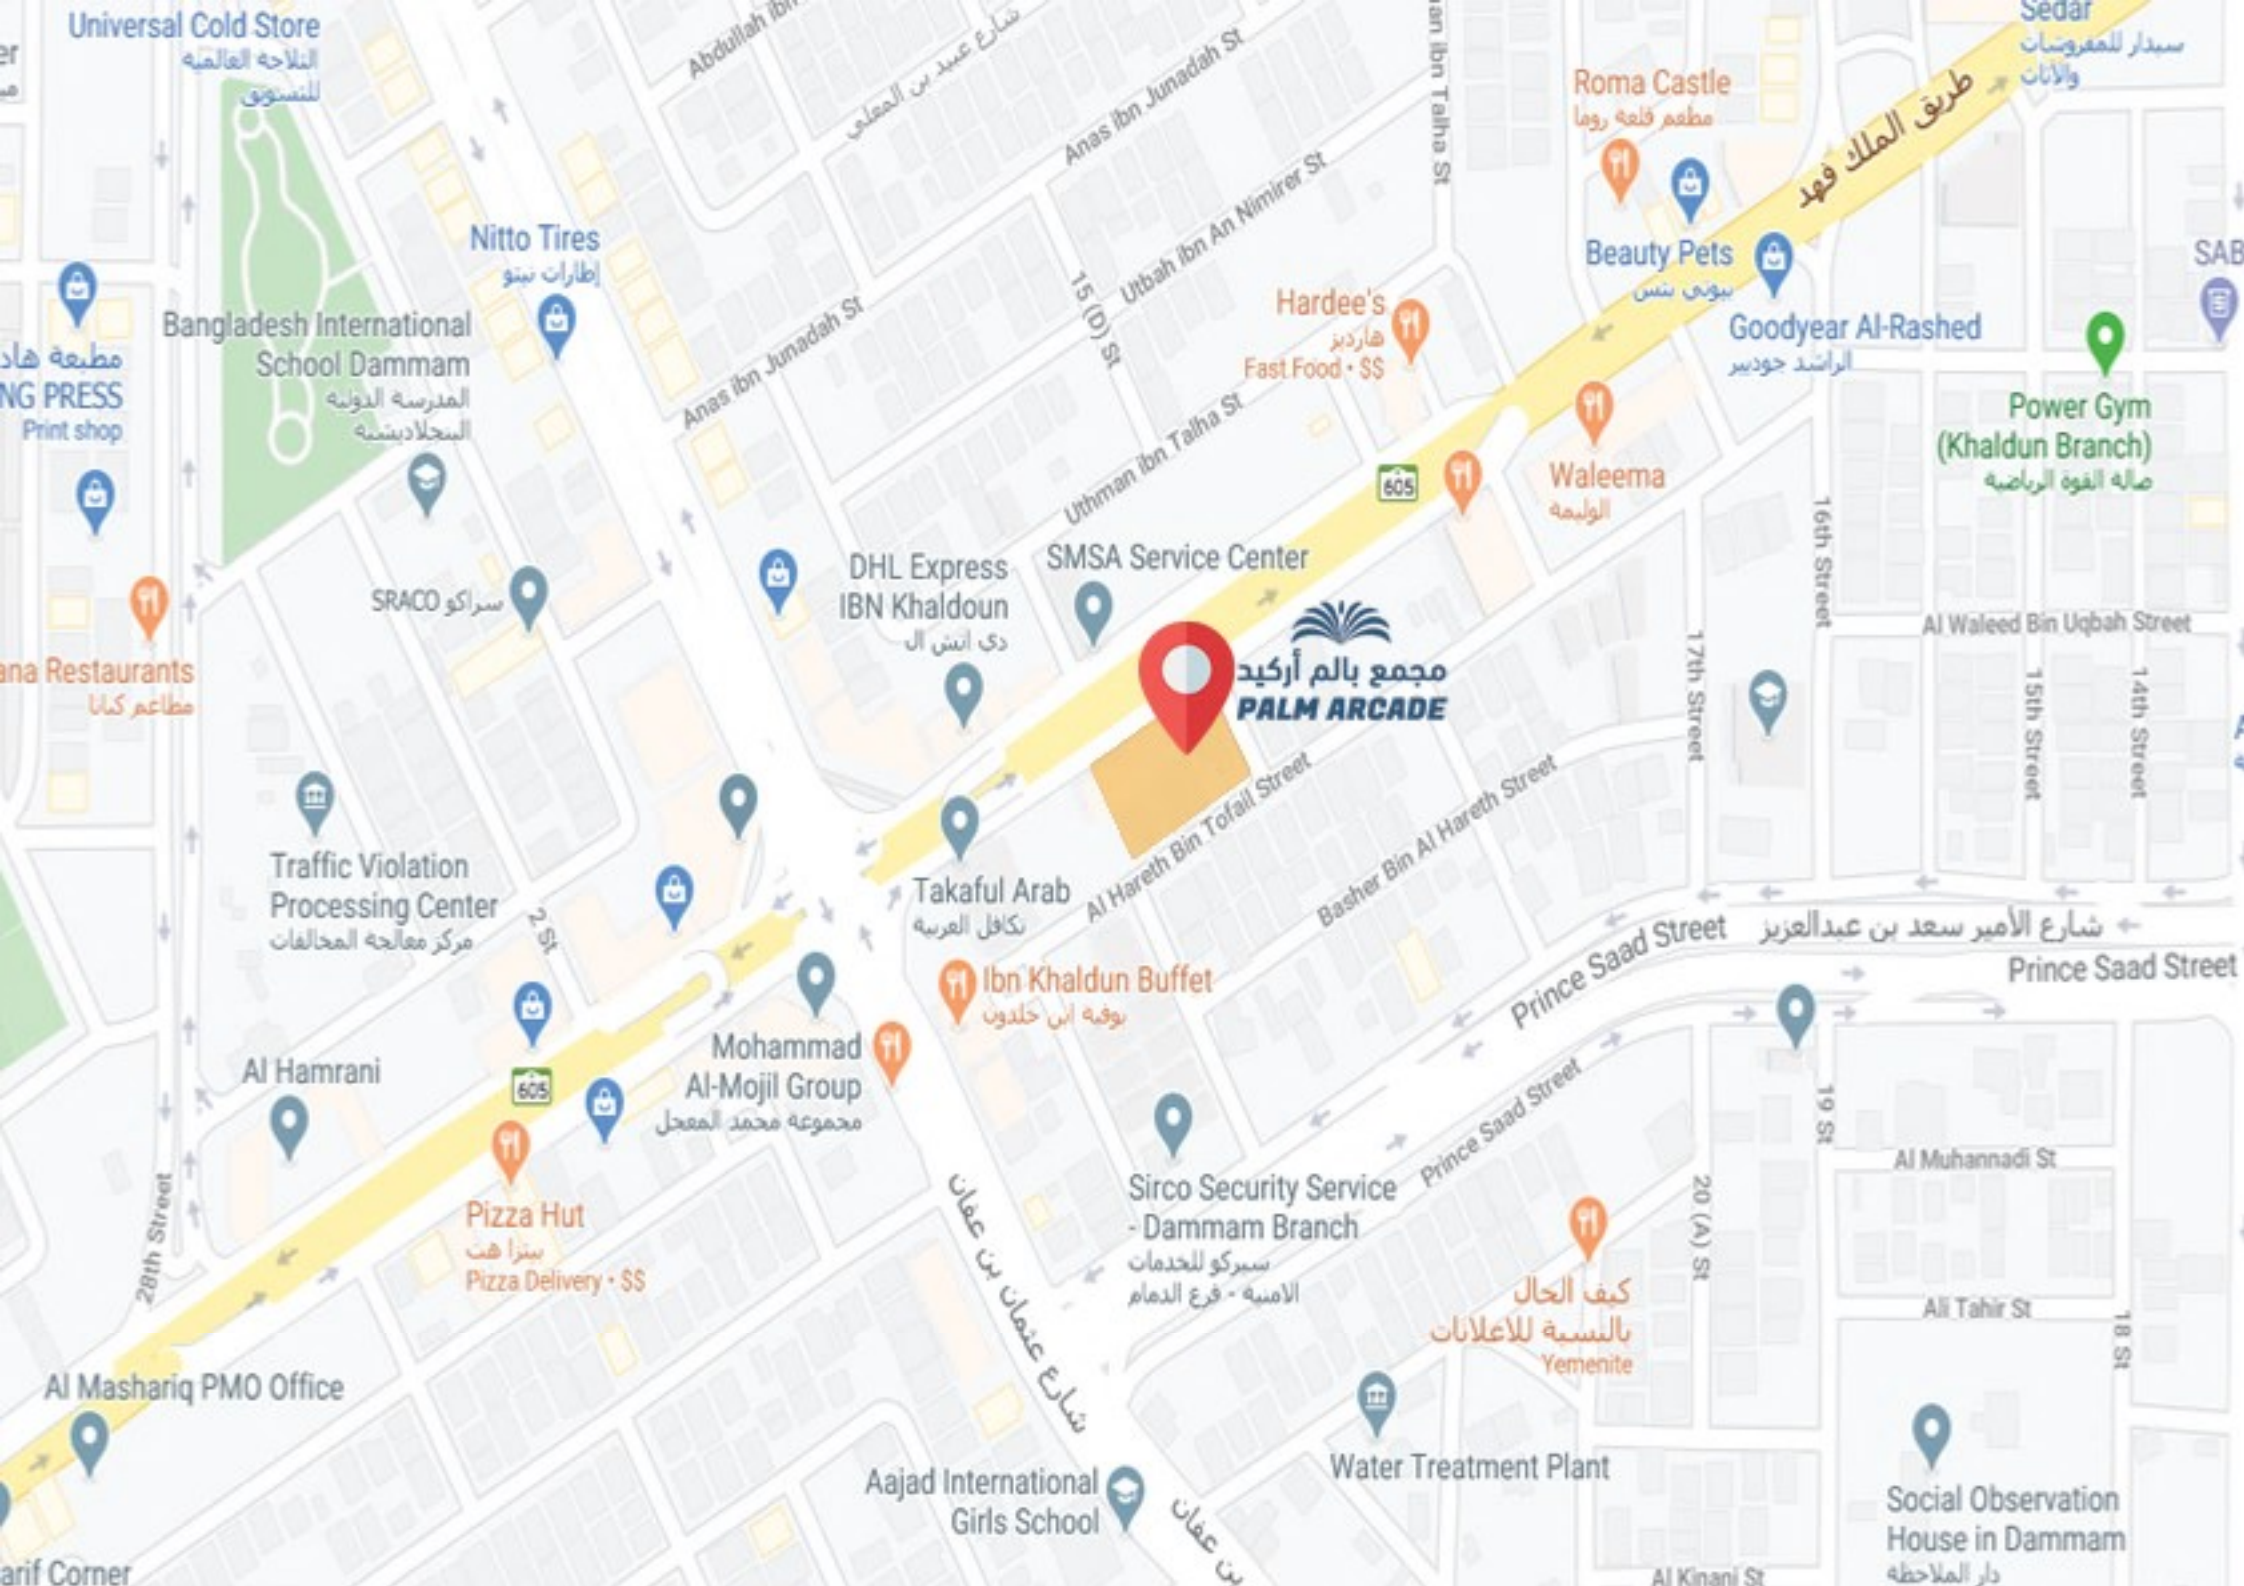 Universal Cold Store
الثلاجة العالمية
للتسويق
Abdullah ibn
شارع عبيد بن المعلي
Anas ibn Junadah St
an ibn Talha St
Sedar
سيدار للمفروشات
والأثاث
Roma Castle
مطعم قلعة روما
طريق الملك فهد
Beauty Pets
بيوتي بتس
Goodyear Al-Rashed
الراشد جوديير
SAB
Nitto Tires
إطارات نيتو
Bangladesh International
School Dammam
المدرسة الدولية
البنجلاديشية
مطبعة هاد
NG PRESS
Print shop
Anas ibn Junadah St
15 (D) St
Utbah ibn An Nimirer St
Hardee's
هارديز
Fast Food • $$
Uthman ibn Talha St
605
Waleema
الوليمة
Power Gym
(Khaldun Branch)
صالة القوة الرياضية
SRACO سراكو
DHL Express
IBN Khaldoun
دي اتش ال
SMSA Service Center
مجمع بالم أركيد
PALM ARCADE
16th Street
17th Street
Al Waleed Bin Uqbah Street
15th Street
14th Street
ana Restaurants
مطاعم كبانا
Traffic Violation
Processing Center
مركز معالجة المخالفات
2 St
Takaful Arab
تكافل العربية
Al Hareth Bin Tofail Street
Basher Bin Al Hareth Street
Prince Saad Street
شارع الأمير سعد بن عبدالعزيز
Prince Saad Street
Ibn Khaldun Buffet
بوفيه ابن خلدون
Mohammad
Al-Mojil Group
مجموعة محمد المعجل
Al Hamrani
605
Pizza Hut
بيتزا هت
Pizza Delivery • $$
28th Street
Sirco Security Service
- Dammam Branch
سيركو للخدمات
الامنية - فرع الدمام
Prince Saad Street
19 St
Al Muhannadi St
20 (A) St
Ali Tahir St
18 St
كيف الحال
بالنسبة للاعلانات
Yemenite
شارع عثمان بن عفان
Al Mashariq PMO Office
Water Treatment Plant
Aajad International
Girls School
بن عفان
Social Observation
House in Dammam
دار الملاحظة
Al Kinani St
arif Corner